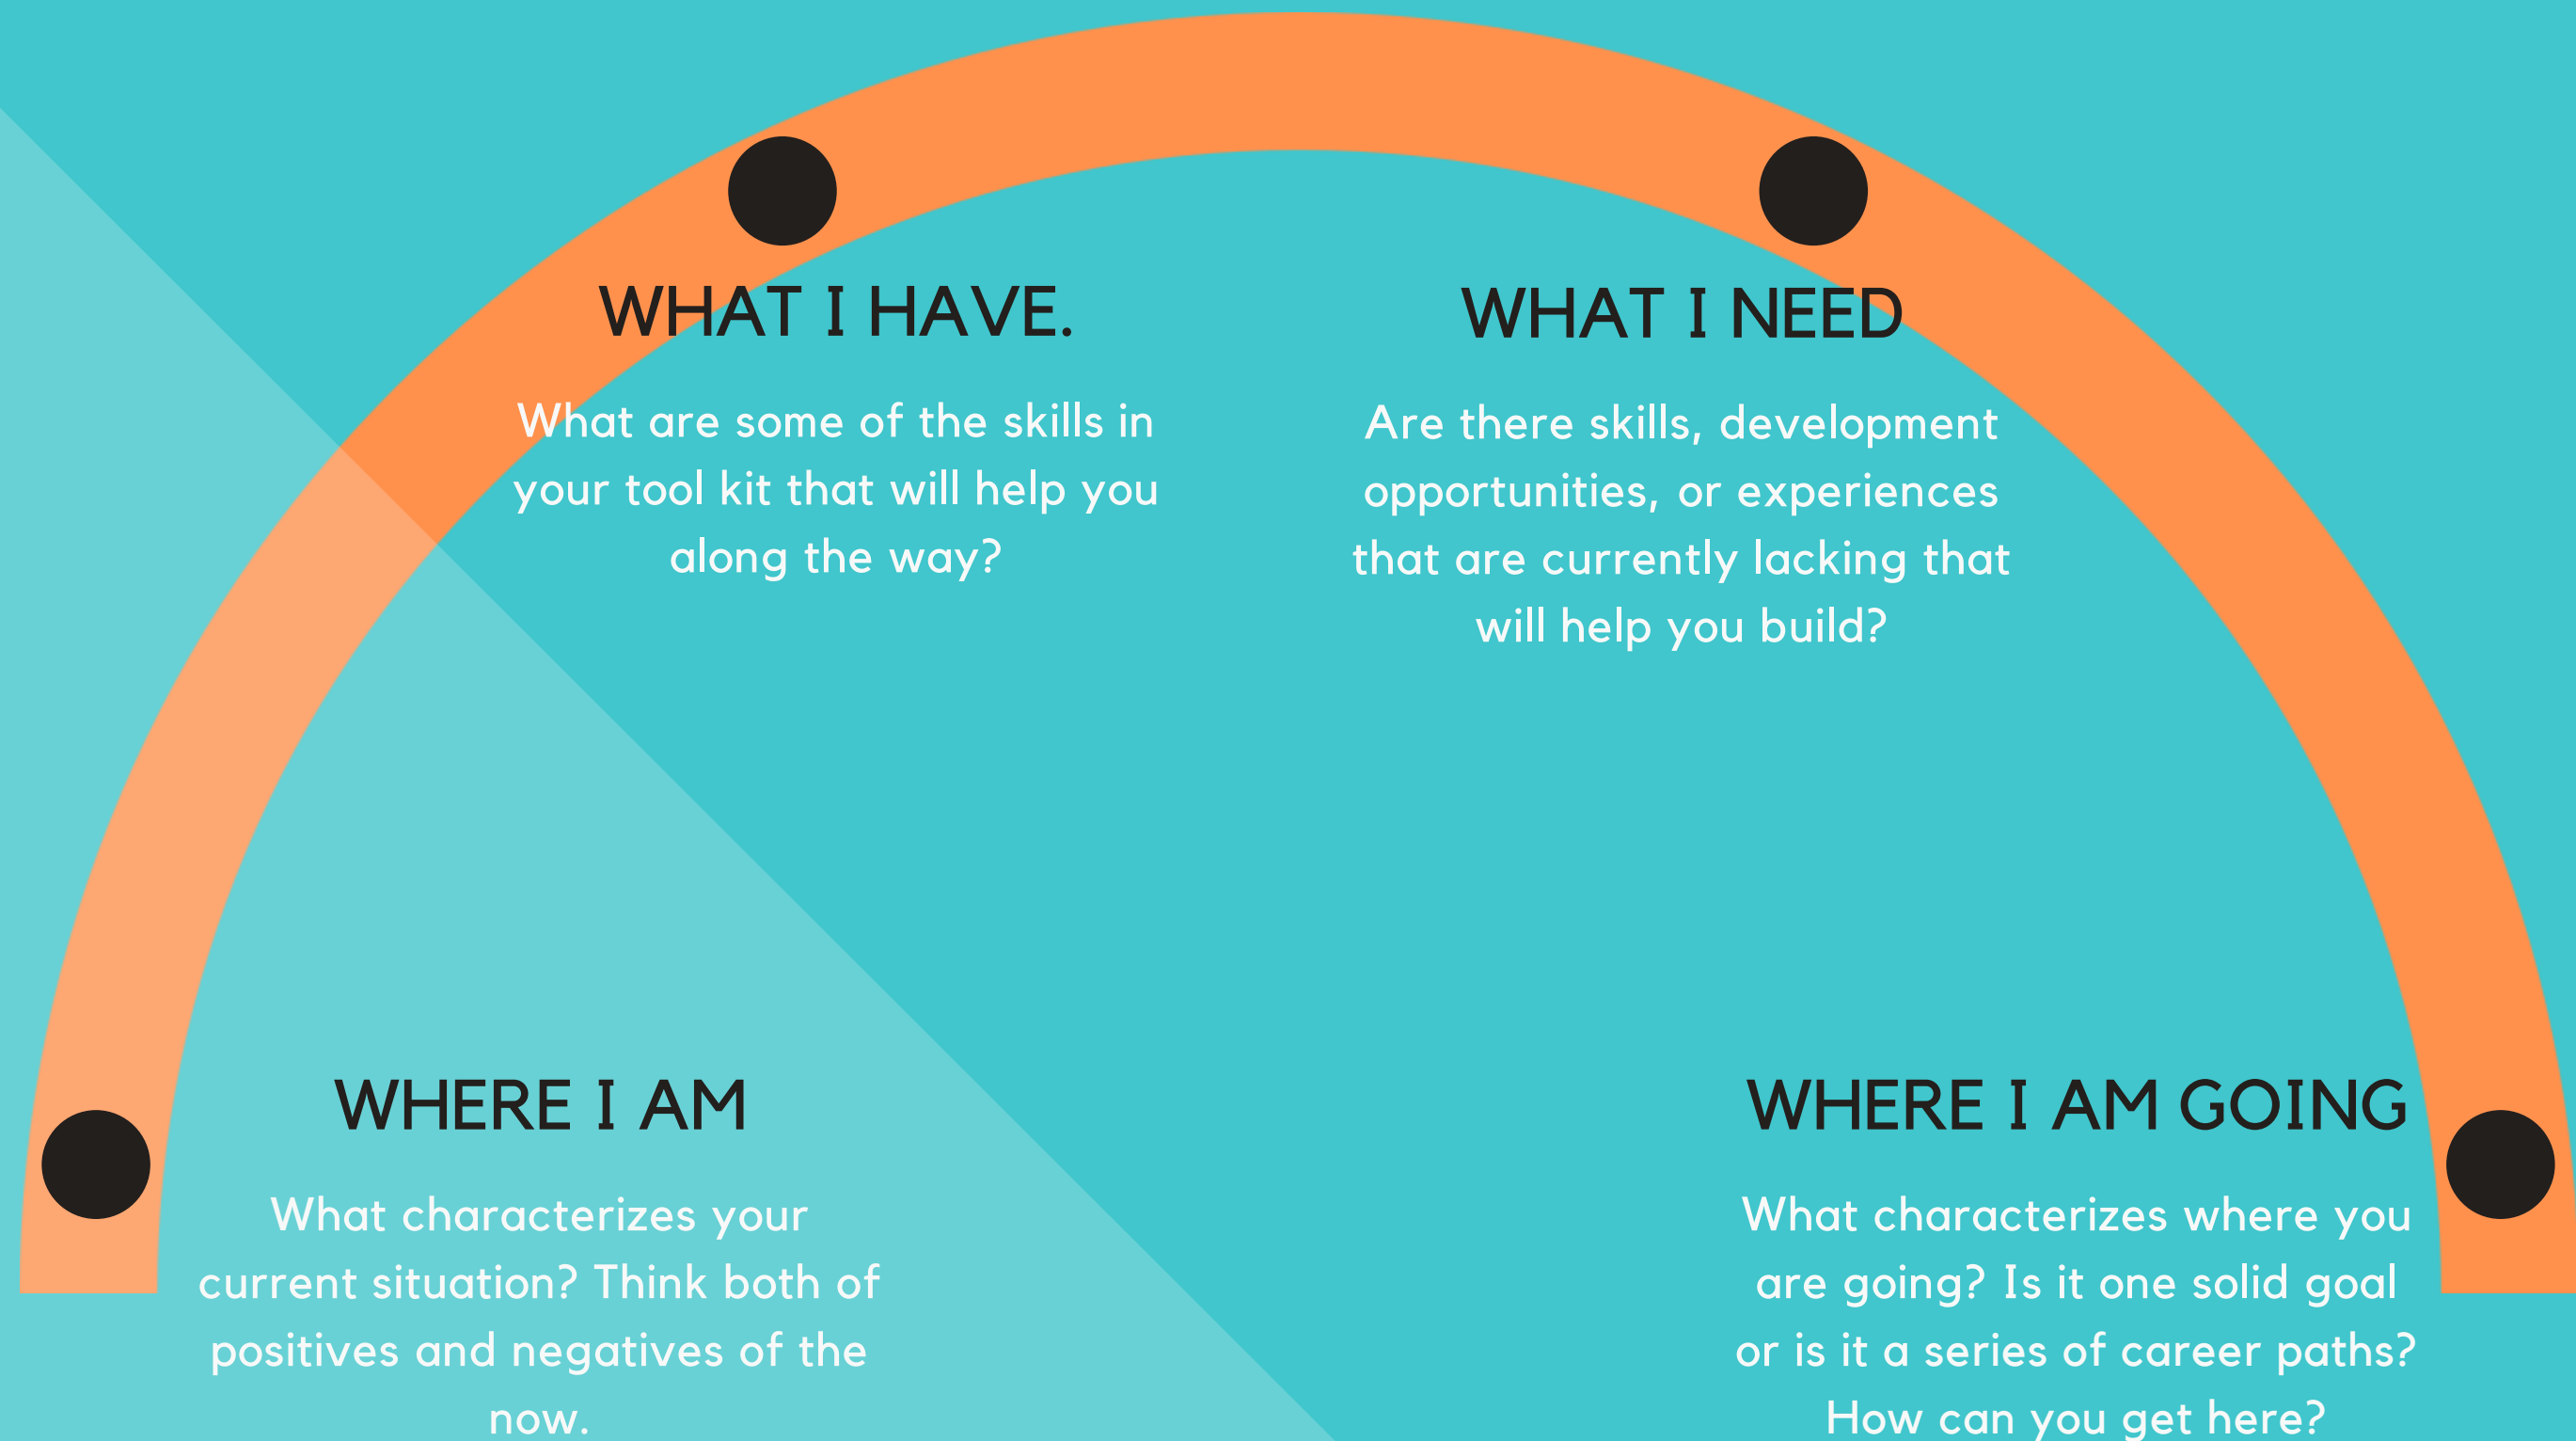 WHAT I HAVE.
What are some of the skills in
your tool kit that will help you
along the way?
WHAT I NEED
Are there skills, development
opportunities, or experiences
that are currently lacking that
will help you build?
WHERE I AM
What characterizes your
current situation? Think both of
positives and negatives of the
now.
WHERE I AM GOING
What characterizes where you
are going? Is it one solid goal
or is it a series of career paths?
How can you get here?